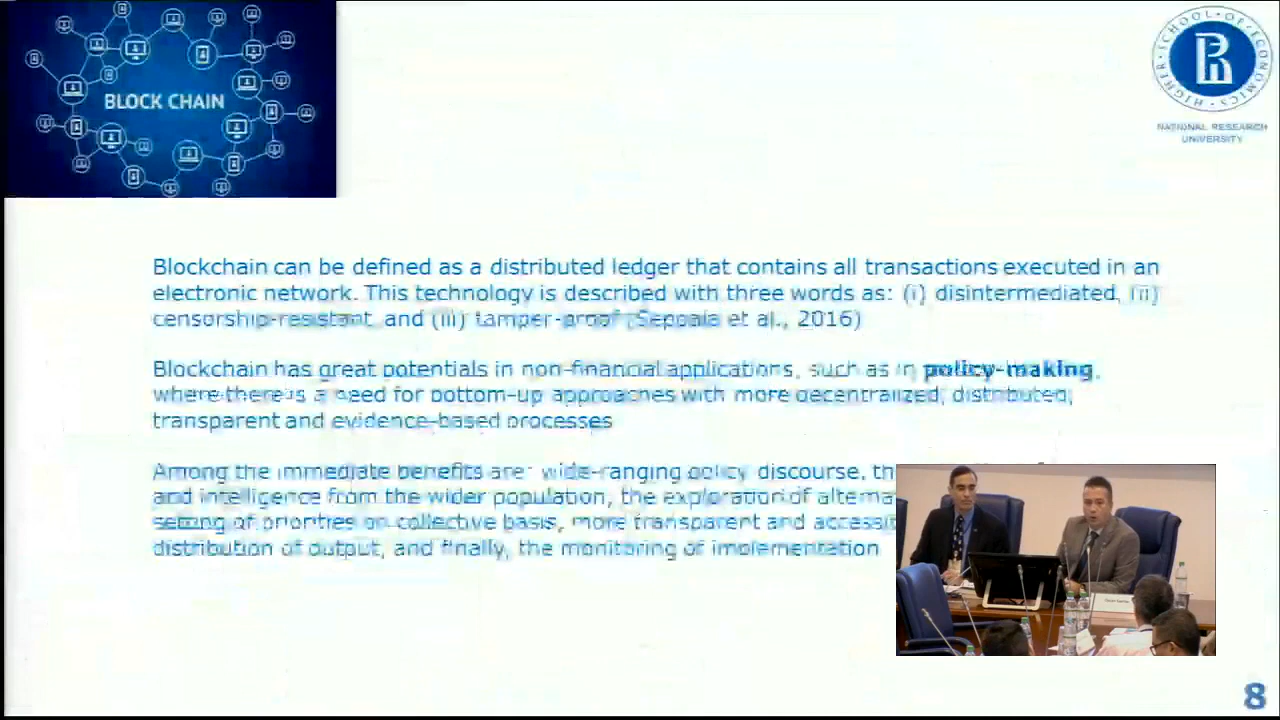 BLOCK CHAIN
HIGHER SCHOOL OF ECONOMICS
NATIONAL RESEARCH
UNIVERSITY
Blockchain can be defined as a distributed ledger that contains all transactions executed in an
electronic network. This technology is described with three words as: (i) disintermediated, (ii)
censorship-resistant, and (iii) tamper-proof (Seppala et al., 2016)
Blockchain has great potentials in non-financial applications, such as in policy-making,
where there is a need for bottom-up approaches with more decentralized, distributed,
transparent and evidence-based processes
Among the immediate benefits are: wide-ranging policy discourse,
and intelligence from the wider population, the exploration of
setting of priorities on collective basis, more transparent and
distribution of output, and finally, the monitoring of implementation
8